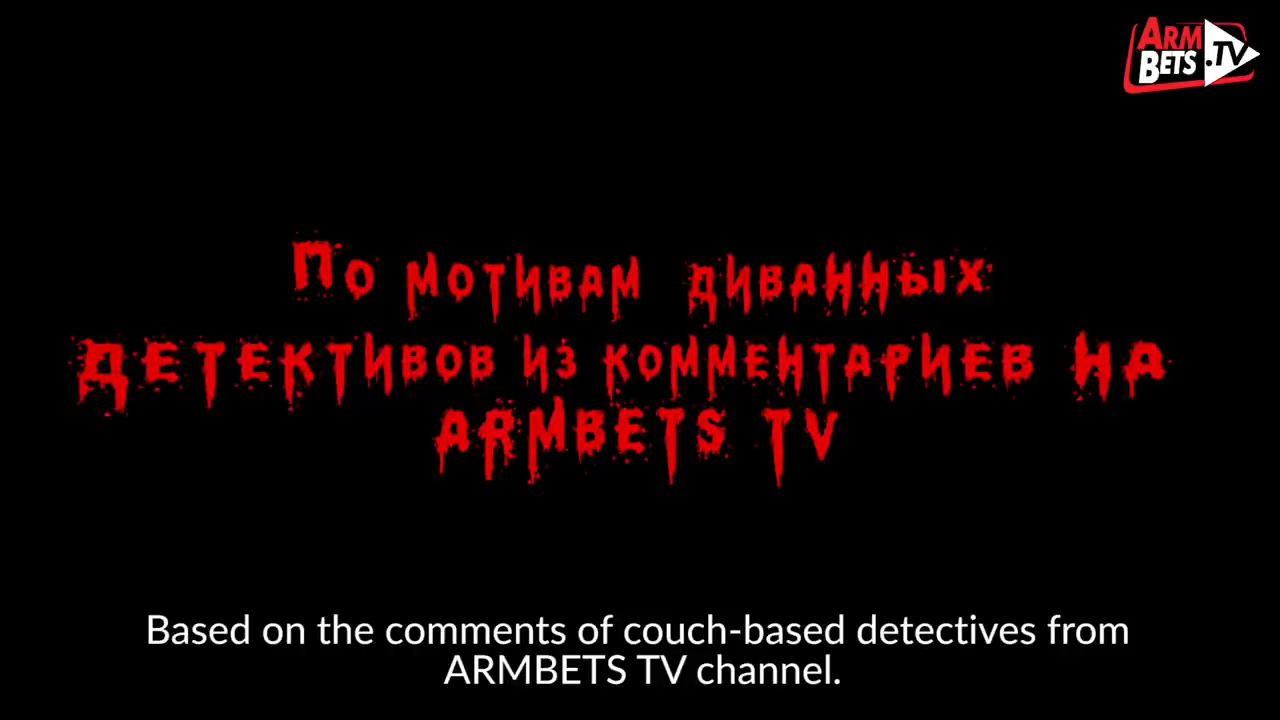 ARM
BETS .TV
По мотивам диванных
детективов из комментариев на
ARMBETS TV
Based on the comments of couch-based detectives from
ARMBETS TV channel.